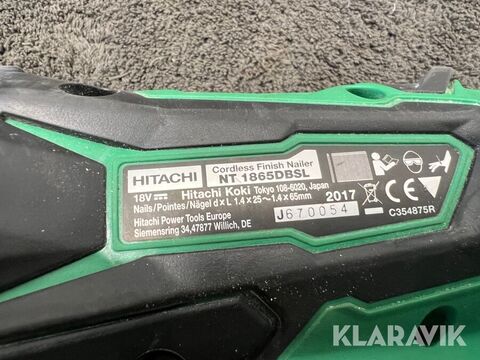 HITACHI
Cordless Finish Nailer
NT 1865DBSL
18V⎓ Hitachi Koki Tokyo 108-6020, Japan
Nails/Pointes/Nägel d×L 1.4×25~1.4×65mm 2017
Hitachi Power Tools Europe
Siemensring 34,47877 Willich, DE
J670054
CE
C354875R
KLARAVIK